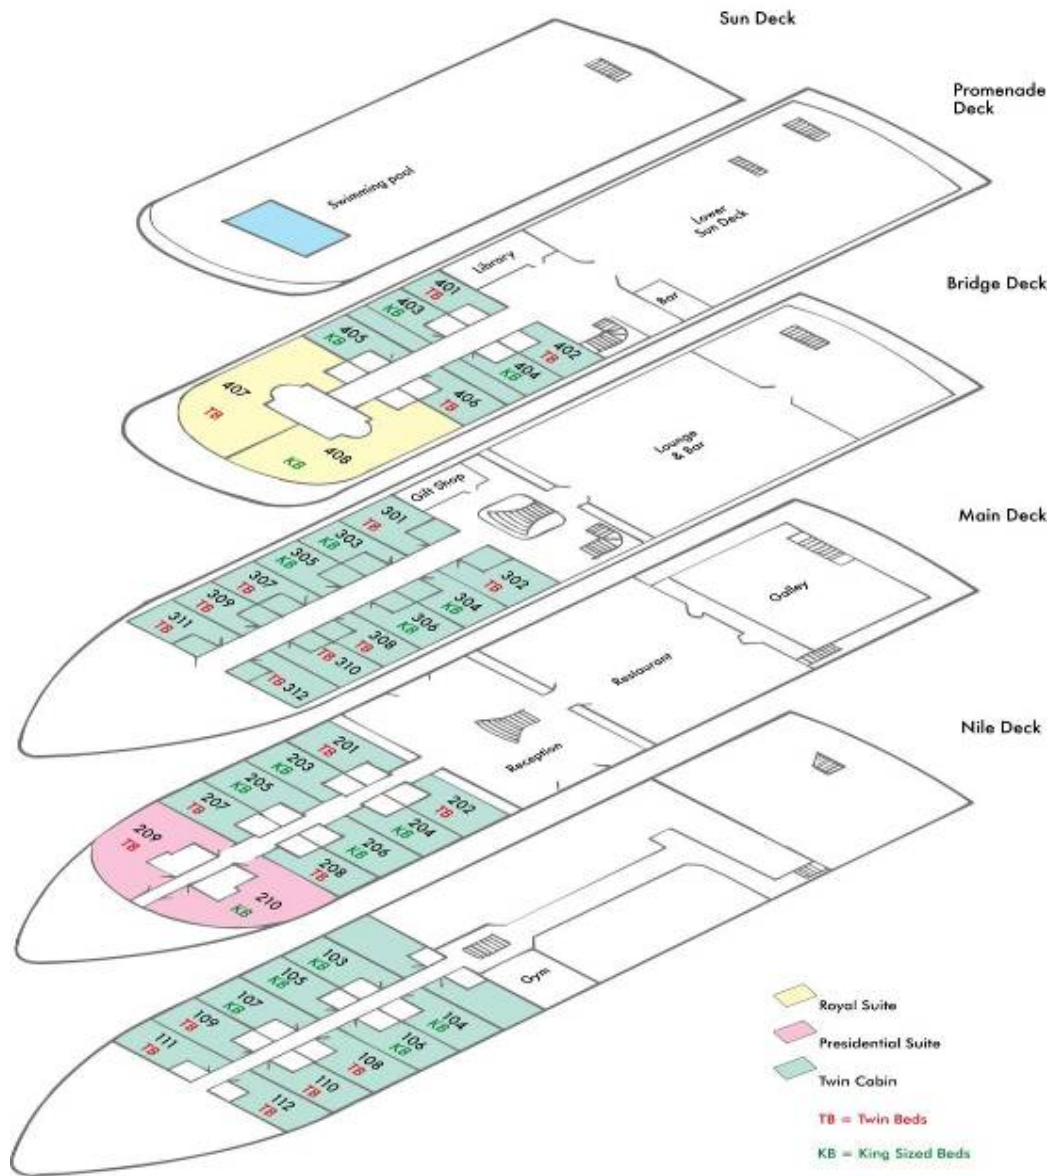 Sun Deck
Swimming pool
Promenade
Deck
Lower
Sun Deck
Library
Bar
401
TB
403
KB
405
KB
407
TB
402
TB
404
KB
406
TB
408
KB
Bridge Deck
Lounge
& Bar
Gift Shop
301
TB
303
KB
305
KB
307
TB
309
TB
311
TB
302
TB
304
KB
306
KB
308
TB
310
TB
312
TB
Main Deck
Galley
Restaurant
Reception
201
TB
203
KB
205
KB
207
TB
209
TB
202
TB
204
KB
206
KB
208
TB
210
KB
Nile Deck
Gym
103
KB
105
KB
107
KB
109
TB
111
TB
104
KB
106
KB
108
TB
110
TB
112
TB
Royal Suite
Presidential Suite
Twin Cabin
TB = Twin Beds
KB = King Sized Beds